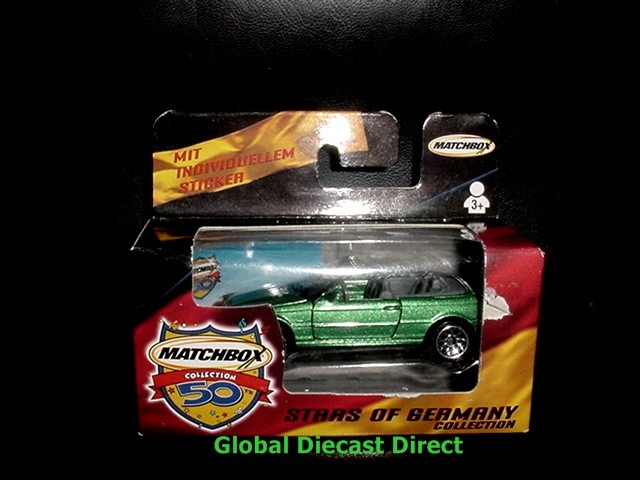 MIT
INDIVIDUELLEM
STICKER
MATCHBOX
3+
MATCHBOX
COLLECTION
50
STARS OF GERMANY
COLLECTION
Global Diecast Direct